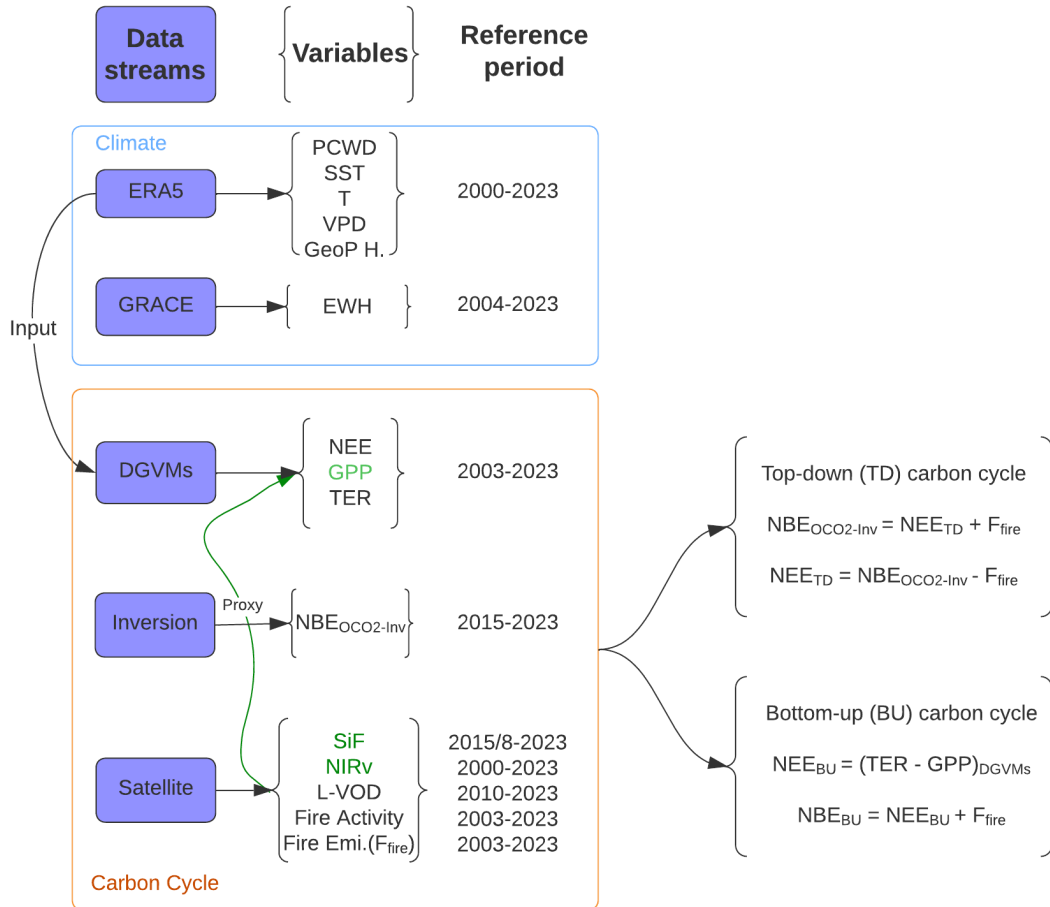 Data
streams
Variables
Reference
period
Climate
ERA5
PCWD
SST
T
VPD
GeoP H.
2000-2023
GRACE
EWH
2004-2023
Input
DGVMs
NEE
GPP
TER
2003-2023
Proxy
Inversion
NBEOCO2-Inv
2015-2023
Satellite
SiF
NIRv
L-VOD
Fire Activity
Fire Emi.(Ffire)
2015/8-2023
2000-2023
2010-2023
2003-2023
2003-2023
Carbon Cycle
Top-down (TD) carbon cycle
NBEOCO2-Inv = NEETD + Ffire
NEETD = NBEOCO2-Inv - Ffire
Bottom-up (BU) carbon cycle
NEEBU = (TER - GPP)DGVMs
NBEBU = NEEBU + Ffire